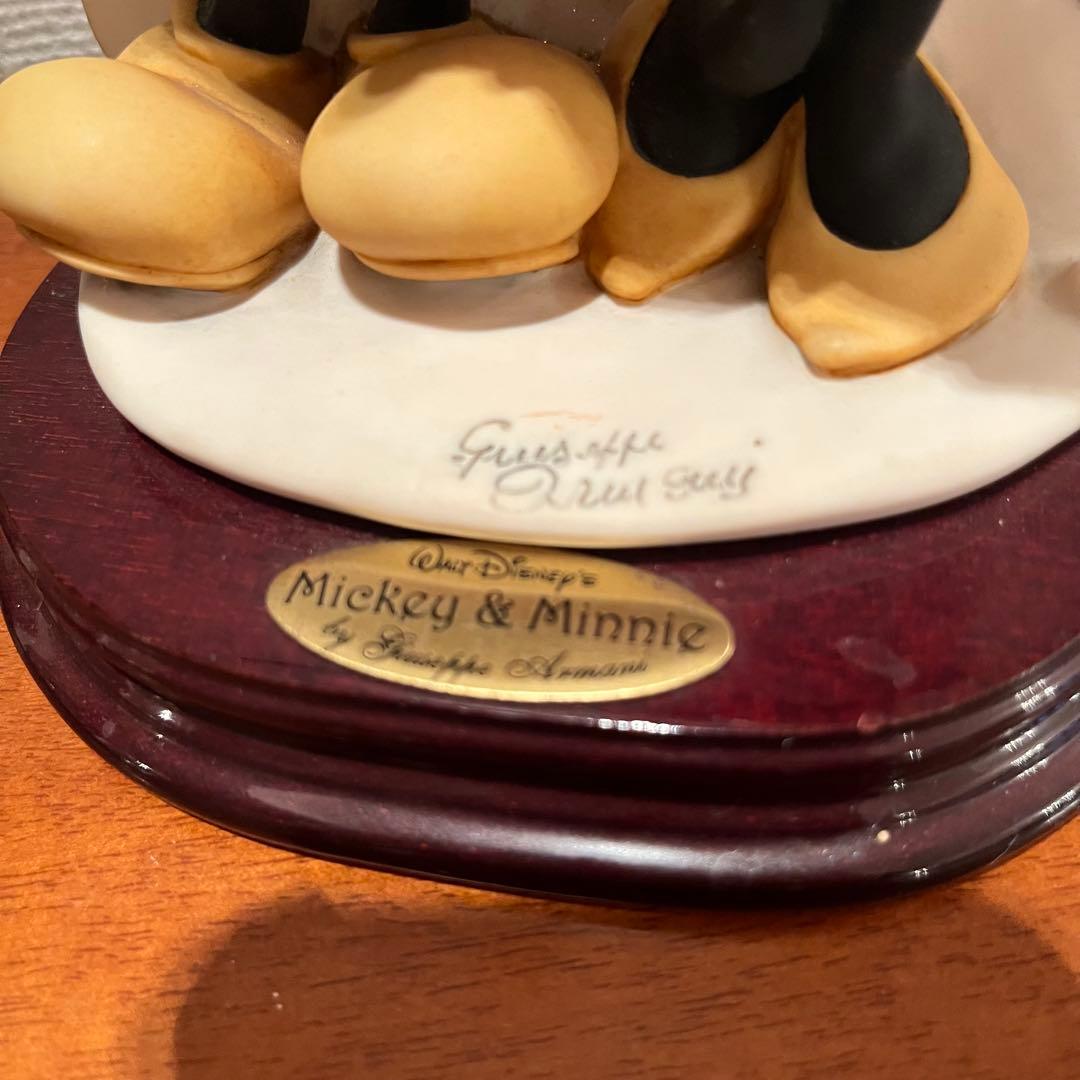 Giuseppe
Armani
WALT DISNEY'S
Mickey & Minnie
by Giuseppe Armani